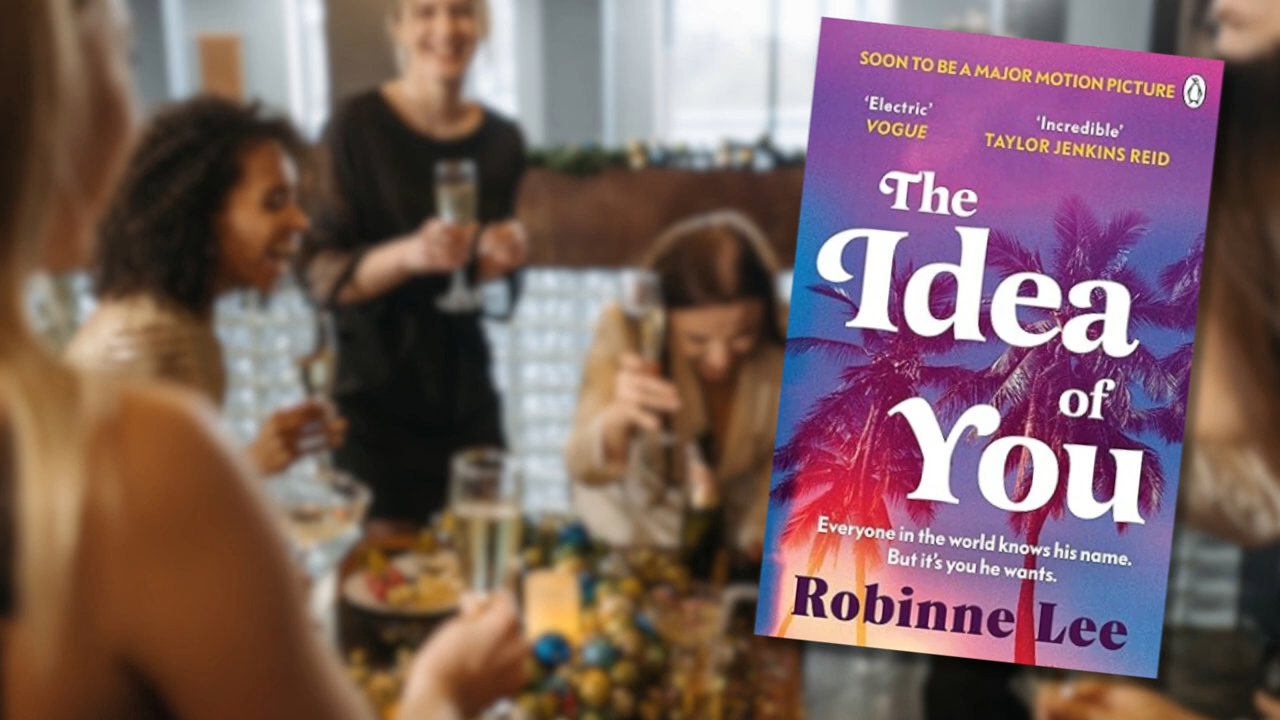 SOON TO BE A MAJOR MOTION PICTURE
'Electric'
VOGUE
'Incredible'
TAYLOR JENKINS REID
The
Idea
of
You
Everyone in the world knows his name.
But it's you he wants.
Robinne Lee